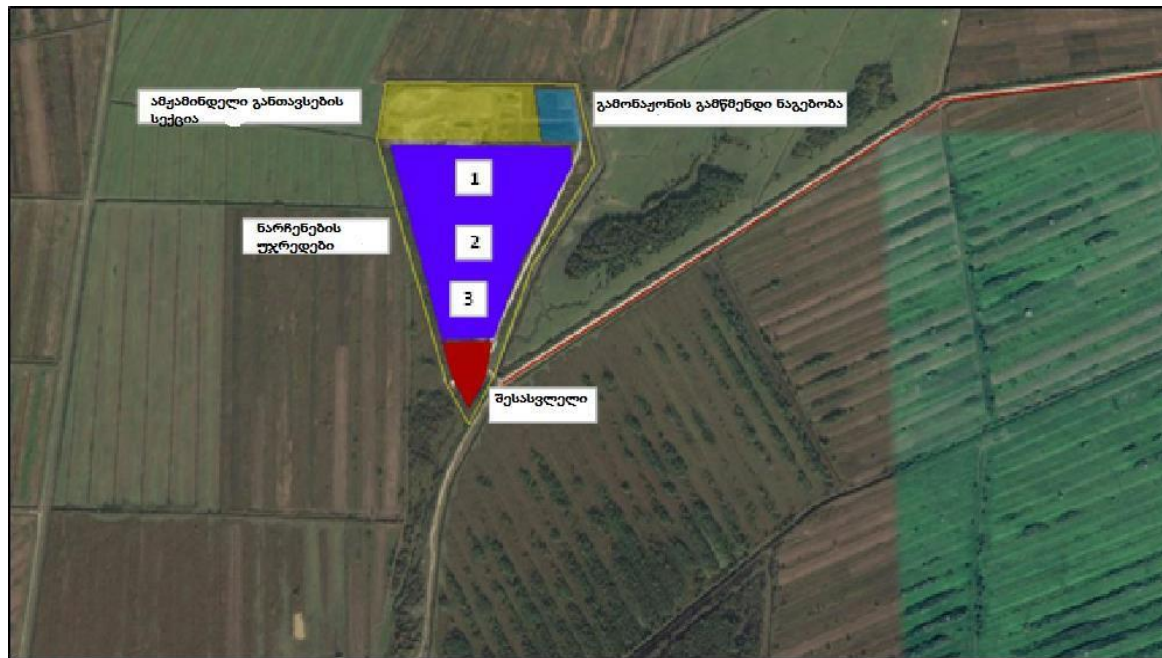 ამჟამინდელი განთავსების
სექცია
გამონაჟონის გამწმენდი ნაგებობა
1
ნარჩენების
უჯრედები
2
3
შესასვლელი